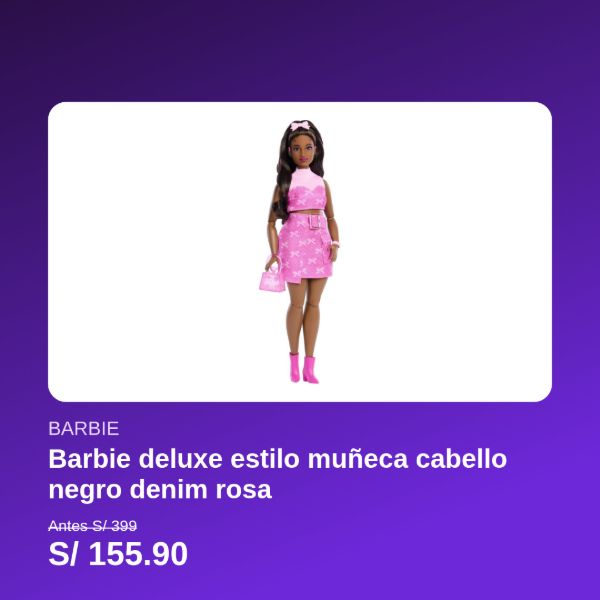 BARBIE
Barbie deluxe estilo muñeca cabello
negro denim rosa
Antes S/ 399
S/ 155.90